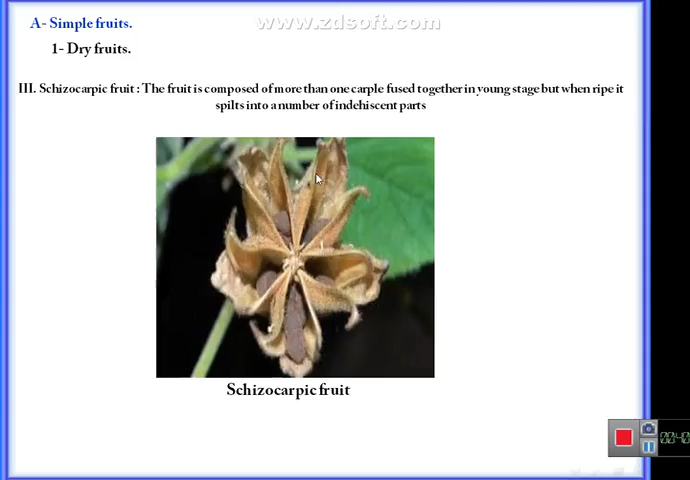 www.zdsoft.com
A- Simple fruits.
1- Dry fruits.
III. Schizocarpic fruit : The fruit is composed of more than one carple fused together in young stage but when ripe it
spilts into a number of indehiscent parts
Schizocarpic fruit